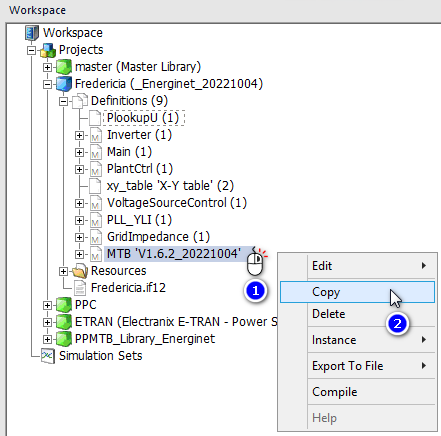 Workspace
Workspace
Projects
master (Master Library)
Fredericia (_Energinet_20221004)
Definitions (9)
PlookupU (1)
M Inverter (1)
M Main (1)
M PlantCtrl (1)
xy_table 'X-Y table' (2)
M VoltageSourceControl (1)
M PLL_YLI (1)
M GridImpedance (1)
M MTB 'V1.6.2_20221004'
1
Edit
Resources
Copy
Fredericia.if12
Delete
2
PPC
Instance
ETRAN (Electranix E-TRAN - Power S
PPMTB_Library_Energinet
Export To File
Simulation Sets
Compile
Help